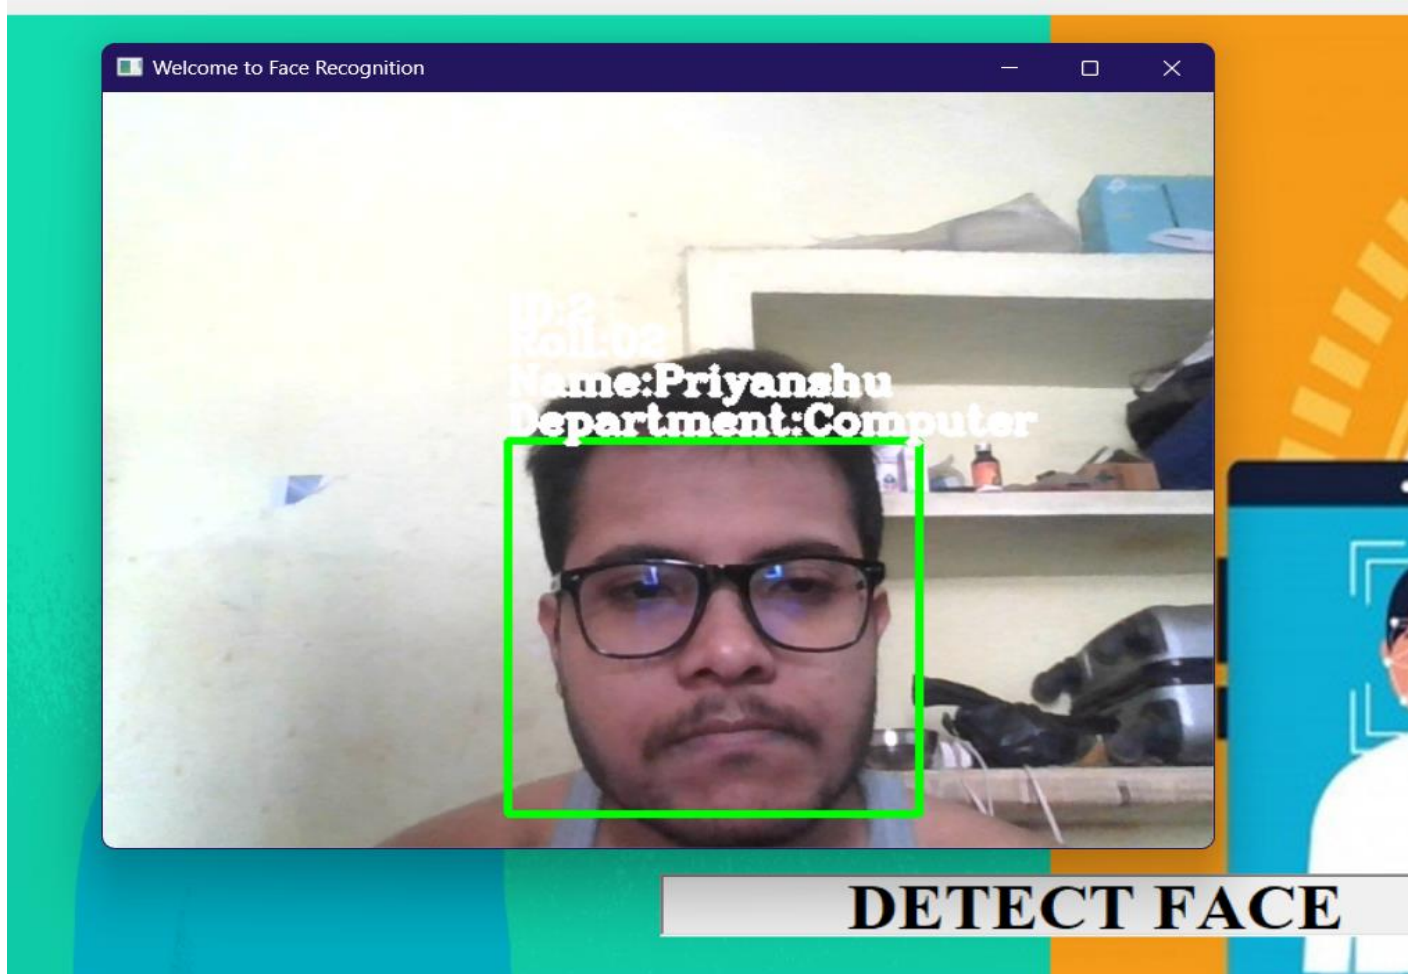 Welcome to Face Recognition
ID:2
Roll:02
Name:Priyanshu
Department:Computer
DETECT FACE